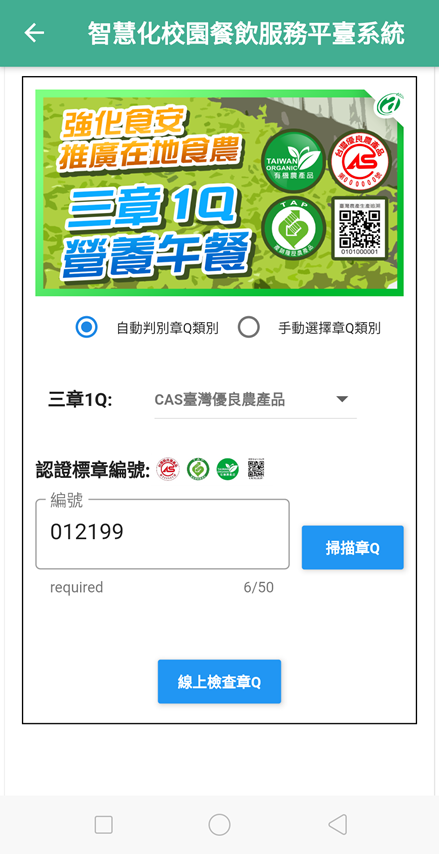 智慧化校園餐飲服務平臺系統
強化食安
推廣在地食農
三章1Q
營養午餐
TAIWAN
ORGANIC
有機農產品
台灣優良農產品
CAS
TAP
產銷履歷農產品
臺灣農產生產追溯
0101000001
自動判別章Q類別
手動選擇章Q類別
三章1Q:
CAS臺灣優良農產品
認證標章編號:
編號
012199
掃描章Q
required
6/50
線上檢查章Q